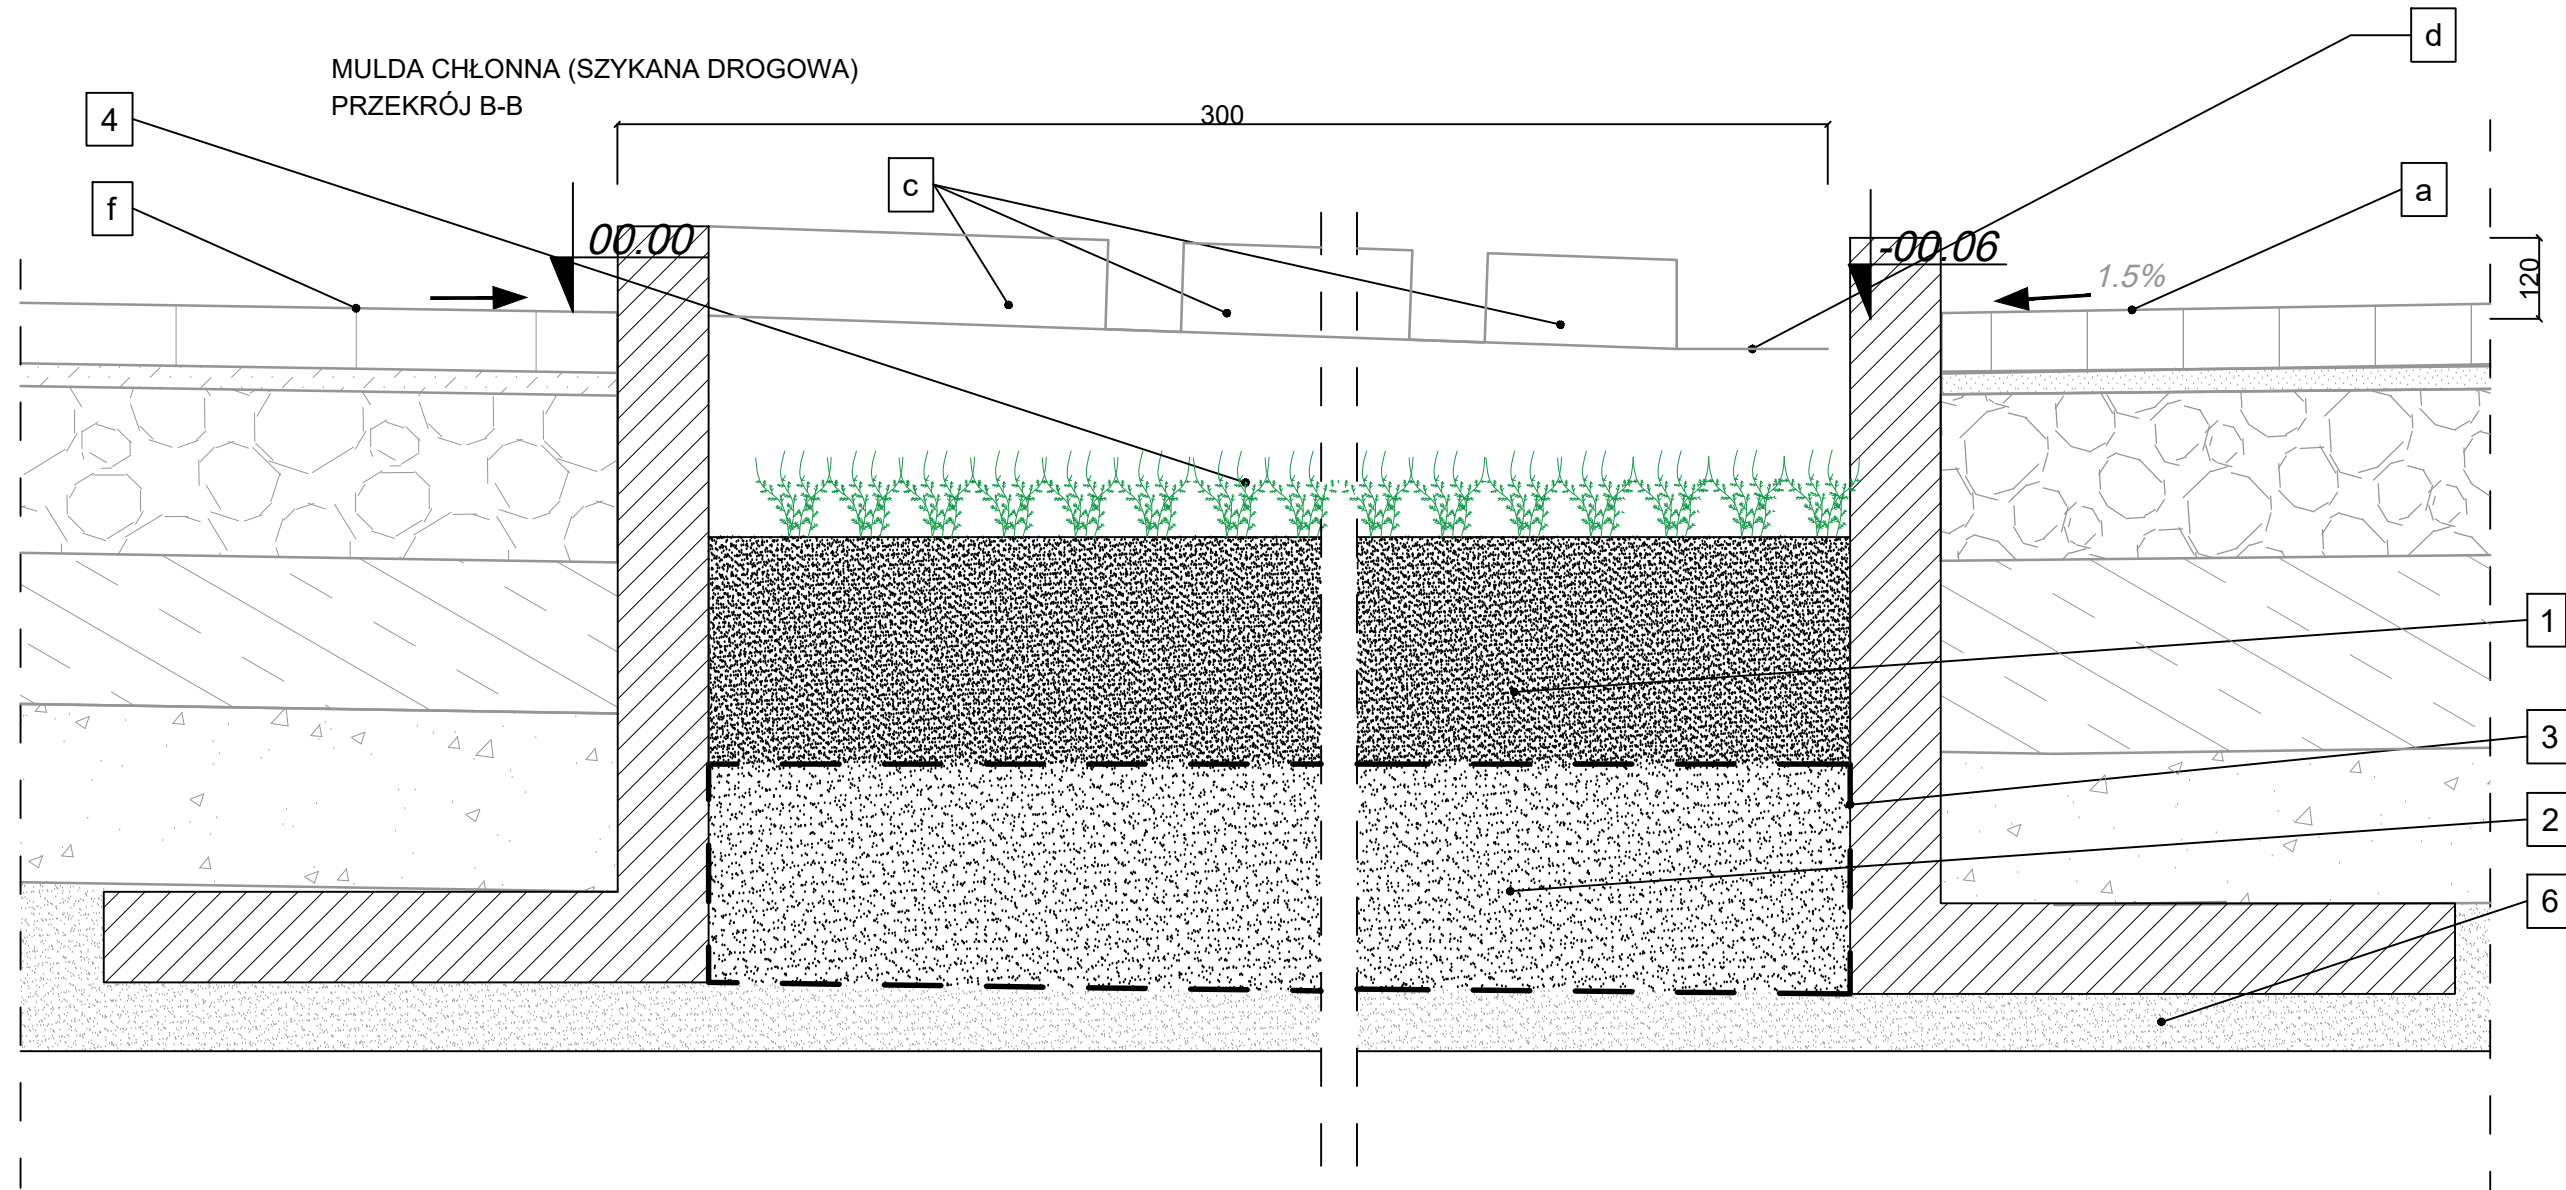 d
MULDA CHŁONNA (SZYKANA DROGOWA)
PRZEKRÓJ B-B
4
300
c
a
f
00.00
-00.06
1.5%
120
1
3
2
6